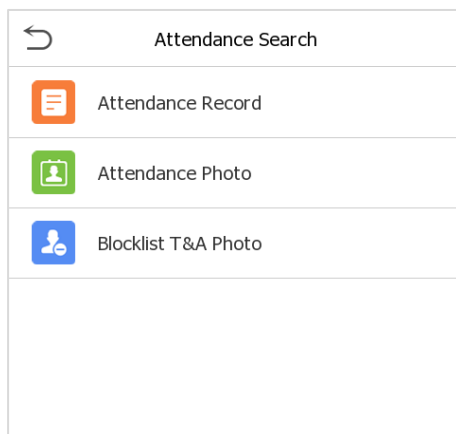 Attendance Search
Attendance Record
Attendance Photo
Blocklist T&A Photo